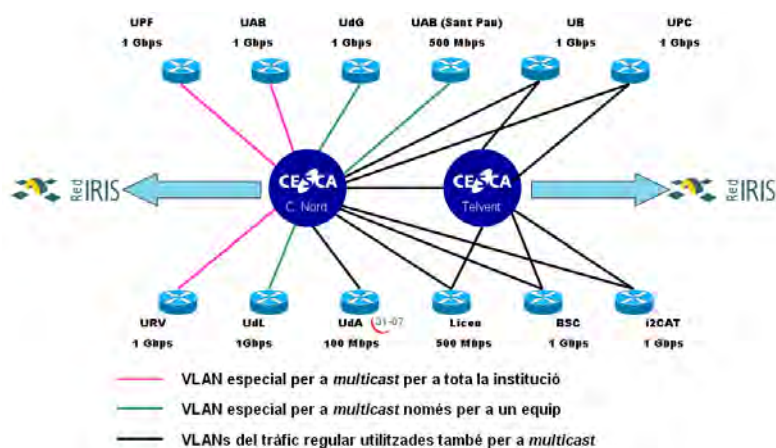 UPF UAB UdG UAB (Sant Pau) UB UPC
1 Gbps 1 Gbps 1 Gbps 500 Mbps 1 Gbps 1 Gbps
CESCA CESCA
Red IRIS C. Nord Telvent Red IRIS
URV UdL UdA 31-07 Liceu BSC i2CAT
1 Gbps 1Gbps 100 Mbps 500 Mbps 1 Gbps 1 Gbps
VLAN especial per a multicast per a tota la institució
VLAN especial per a multicast només per a un equip
VLANs del tràfic regular utilitzades també per a multicast